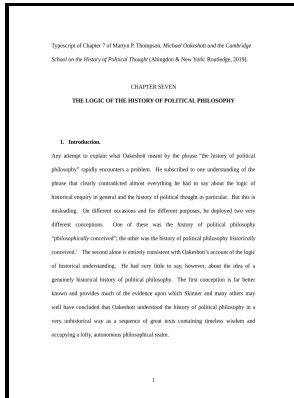 Typescript of Chapter 7 of Martyn P. Thompson, Michael Oakeshott and the Cambridge
School on the History of Political Thought (Abingdon & New York: Routledge, 2019).
CHAPTER SEVEN
THE LOGIC OF THE HISTORY OF POLITICAL PHILOSOPHY
1. Introduction.
Any attempt to explain what Oakeshott meant by the phrase “the history of political
philosophy” rapidly encounters a problem. He subscribed to one understanding of the
phrase that clearly contradicted almost everything he had to say about the logic of
historical enquiry in general and the history of political thought in particular. But this is
misleading. On different occasions and for different purposes, he deployed two very
different conceptions. One of these was the history of political philosophy
“philosophically conceived”; the other was the history of political philosophy historically
conceived.¹ The second alone is entirely consistent with Oakeshott’s account of the logic
of historical understanding. He had very little to say, however, about the idea of a
genuinely historical history of political philosophy. The first conception is far better
known and provides much of the evidence upon which Skinner and many others may
well have concluded that Oakeshott understood the history of political philosophy in a
very unhistorical way as a sequence of great texts containing timeless wisdom and
occupying a lofty, autonomous philosophical realm.
1